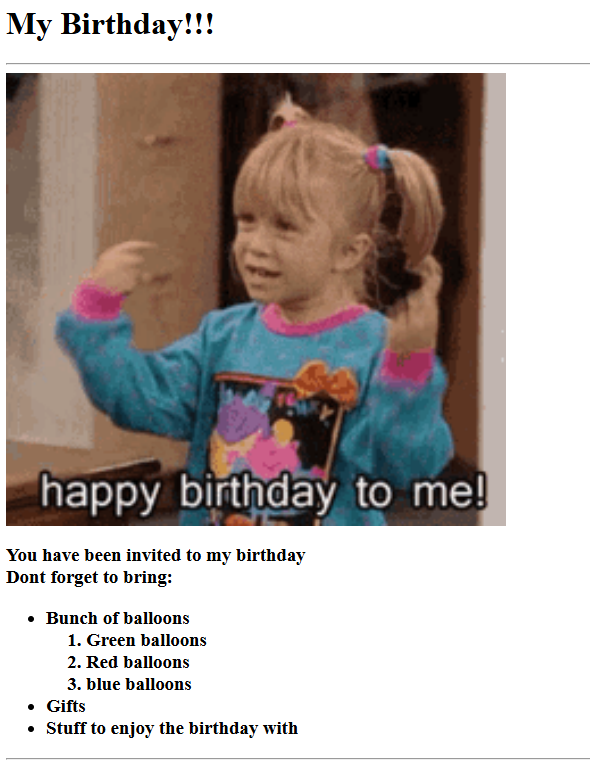 My Birthday!!!
happy birthday to me!
You have been invited to my birthday
Dont forget to bring:
• Bunch of balloons
1. Green balloons
2. Red balloons
3. blue balloons
• Gifts
• Stuff to enjoy the birthday with